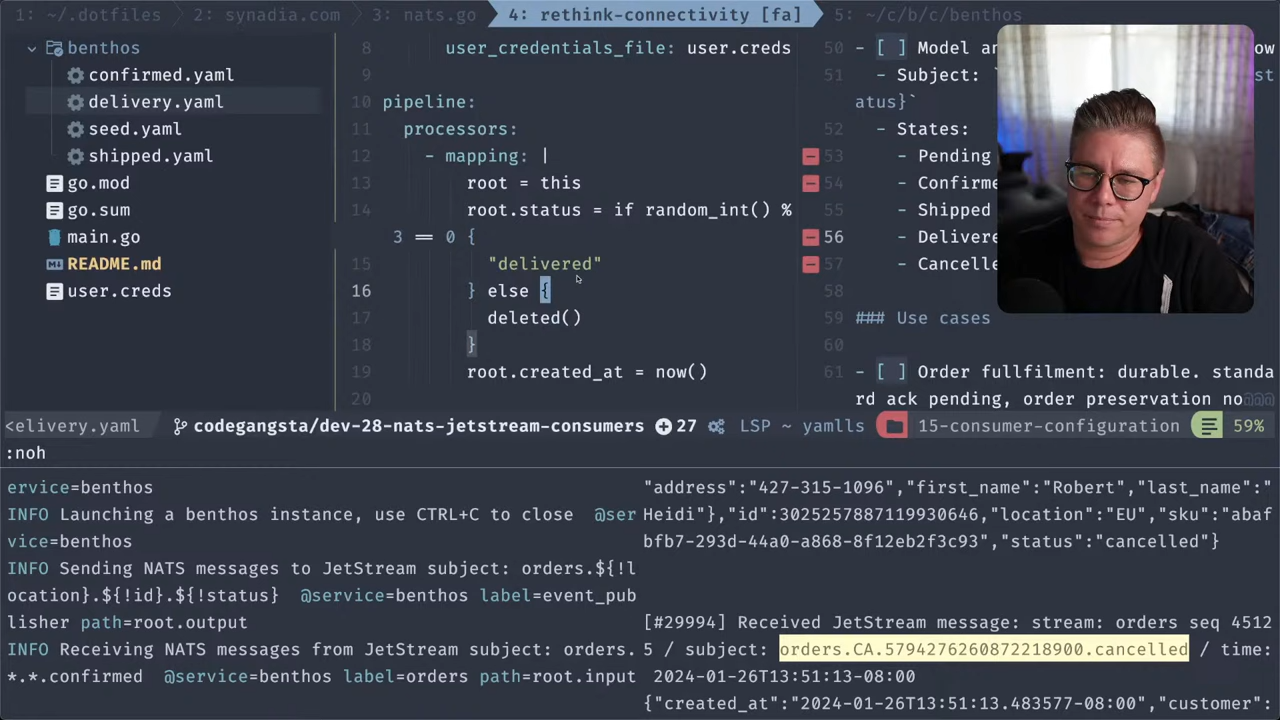 1: ~/.dotfiles 2: synadia.com 3: nats.go 4: rethink-connectivity [fa] 5: ~/c/b/c/benthos
benthos
confirmed.yaml
delivery.yaml
seed.yaml
shipped.yaml
go.mod
go.sum
main.go
README.md
user.creds
8 user_credentials_file: user.creds
9
10 pipeline:
11 processors:
12 - mapping: |
13 root = this
14 root.status = if random_int() %
3 == 0 {
15 "delivered"
16 } else {
17 deleted()
18 }
19 root.created_at = now()
20
50 - [ ] Model an
51 - Subject: `
atus}`
52 - States:
53 - Pending
54 - Confirme
55 - Shipped
56 - Delivere
57 - Cancelle
58
59 ### Use cases
60
61 - [ ] Order fullfilment: durable. standa
rd ack pending, order preservation no@@@
<elivery.yaml codegangsta/dev-28-nats-jetstream-consumers 27 LSP ~ yamlls 15-consumer-configuration 59%
:noh
ervice=benthos
INFO Launching a benthos instance, use CTRL+C to close @ser
vice=benthos
INFO Sending NATS messages to JetStream subject: orders.${!l
ocation}.${!id}.${!status} @service=benthos label=event_pub
lisher path=root.output
INFO Receiving NATS messages from JetStream subject: orders.
*.*.confirmed @service=benthos label=orders path=root.input
"address":"427-315-1096","first_name":"Robert","last_name":"
Heidi"},"id":3025257887119930646,"location":"EU","sku":"abaf
bfb7-293d-44a0-a868-8f12eb2f3c93","status":"cancelled"}
[#29994] Received JetStream message: stream: orders seq 4512
5 / subject: orders.CA.5794276260872218900.cancelled / time:
2024-01-26T13:51:13-08:00
{"created_at":"2024-01-26T13:51:13.483577-08:00","customer":